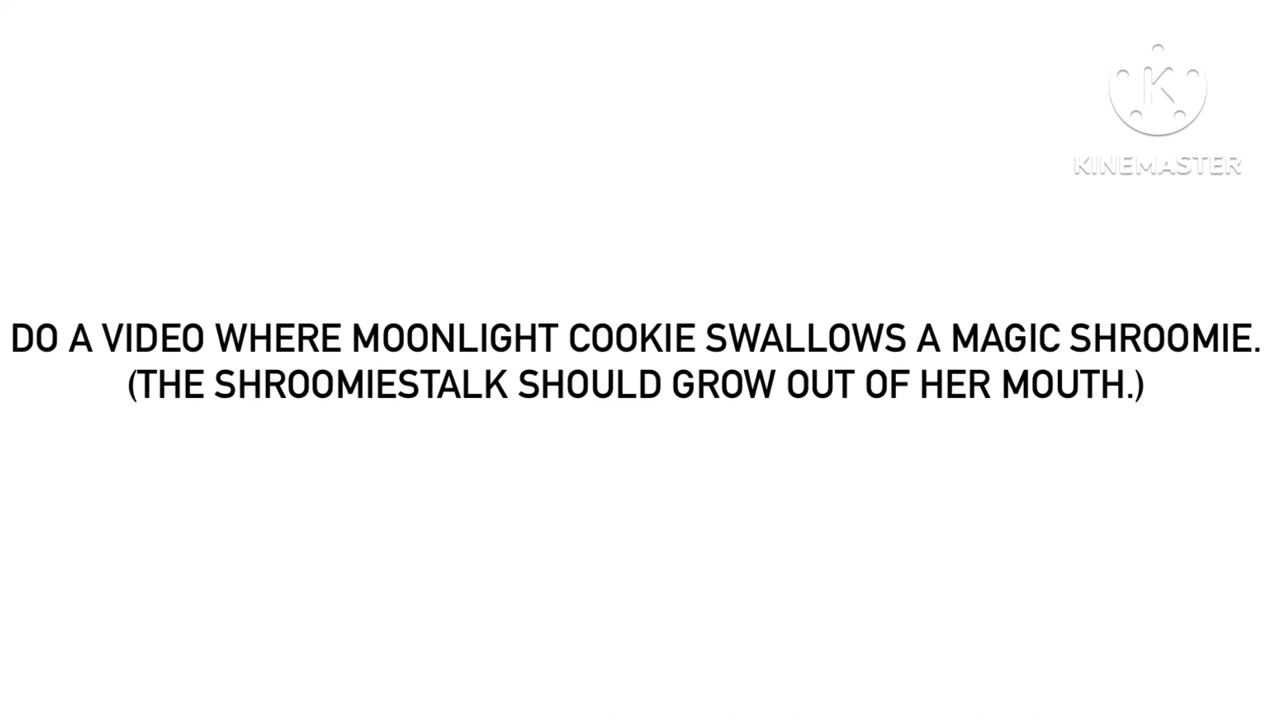 KINEMASTER
DO A VIDEO WHERE MOONLIGHT COOKIE SWALLOWS A MAGIC SHROOMIE.
(THE SHROOMIESTALK SHOULD GROW OUT OF HER MOUTH.)